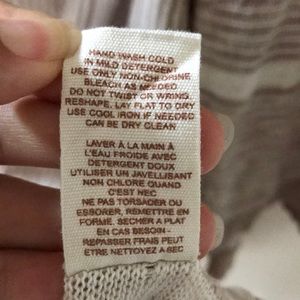 HAND WASH COLD
IN MILD DETERGENT
USE ONLY NON-CHLORINE
BLEACH AS NEEDED
DO NOT TWIST OR WRING
RESHAPE, LAY FLAT TO DRY
USE COOL IRON IF NEEDED
CAN BE DRY CLEAN
LAVER À LA MAIN À
L'EAU FROIDE AVEC
DETERGENT DOUX
UTILISER UN JAVELLISANT
NON CHLORE QUAND
C'EST NEC
NE PAS TORSADER OU
ESSORER, REMETTRE EN
FORME. SECHER A PLAT
EN CAS BESOIN -
REPASSER FRAIS PEUT
ETRE NETTOYEZ A SEC